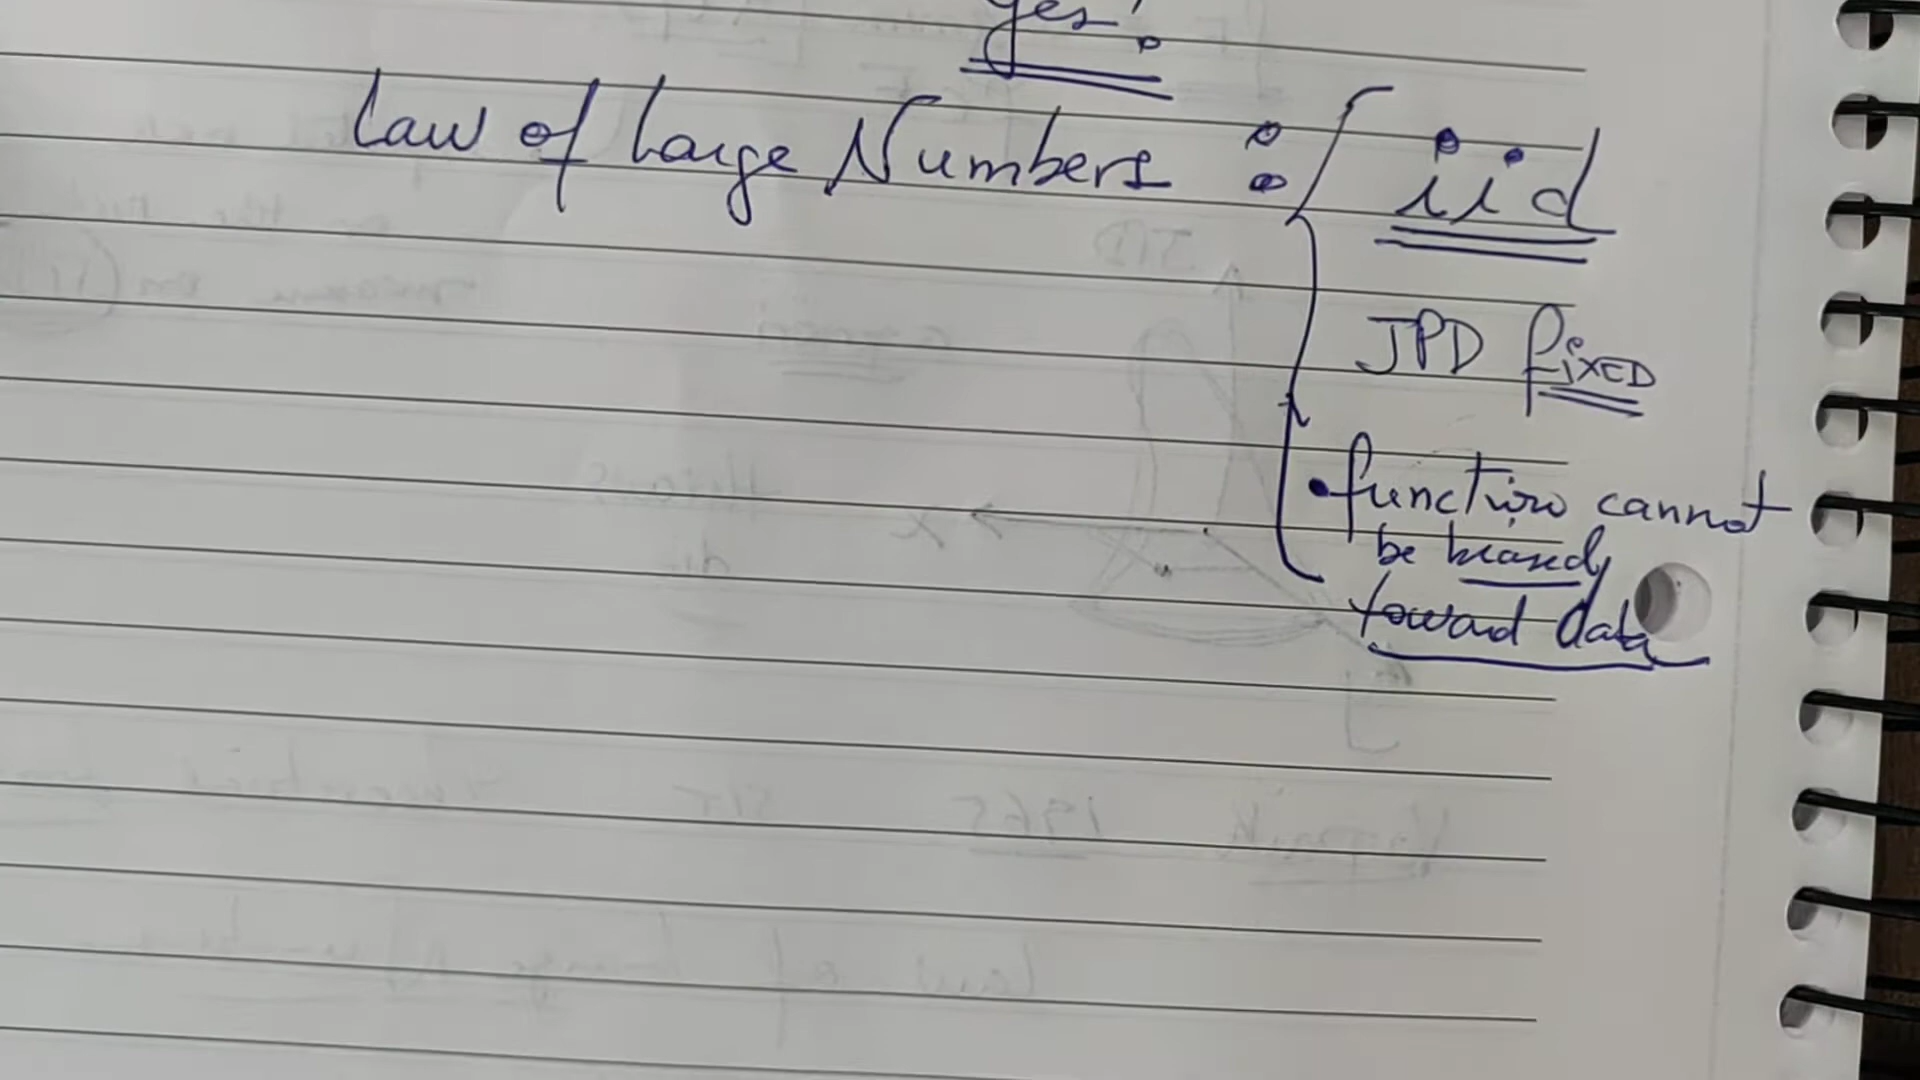 yes!
Law of Large Numbers : iid
JPD fixED
• function cannot
be biased
toward data